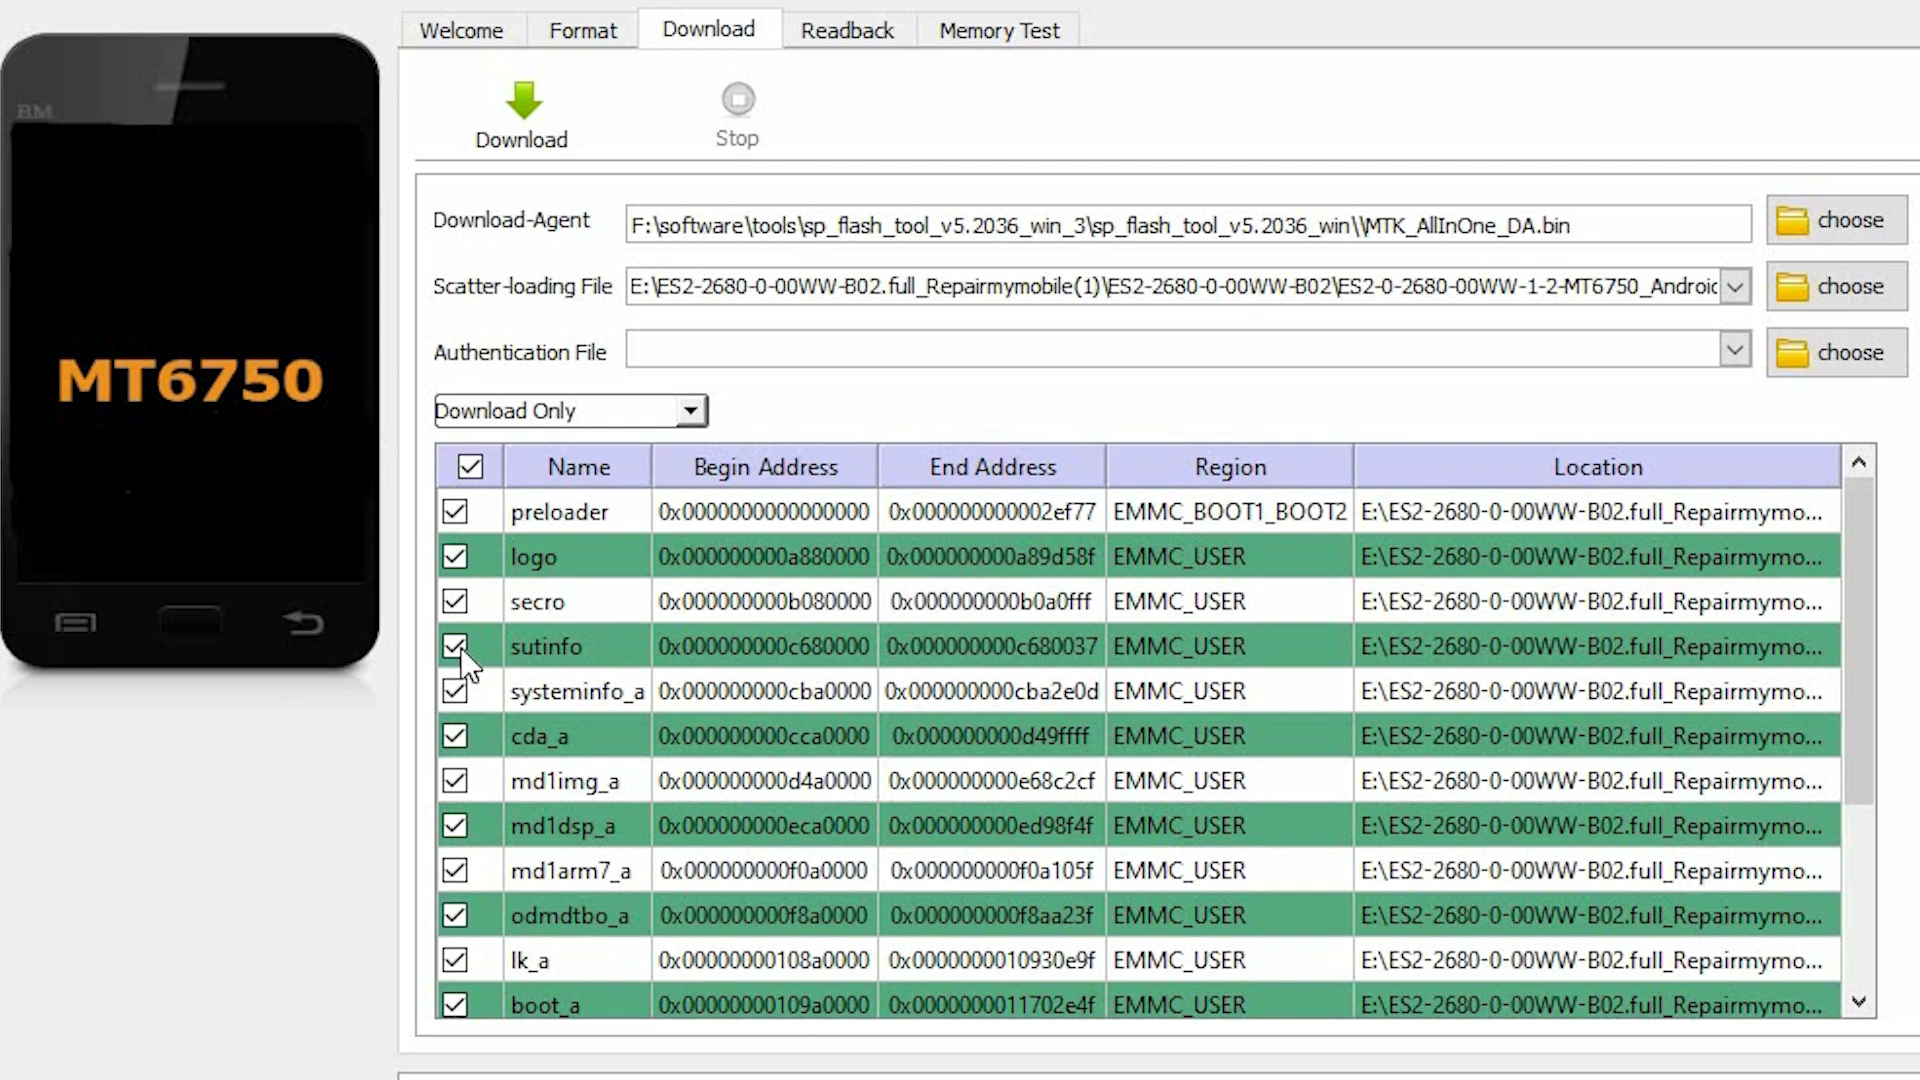 Welcome Format Download Readback Memory Test
BM
Download Stop
Download-Agent F:\software\tools\sp_flash_tool_v5.2036_win_3\sp_flash_tool_v5.2036_win\\MTK_AllInOne_DA.bin choose
Scatter-loading File E:\ES2-2680-0-00WW-B02.full_Repairmymobile(1)\ES2-2680-0-00WW-B02\ES2-0-2680-00WW-1-2-MT6750_Androic choose
Authentication File choose
MT6750
Download Only
Name Begin Address End Address Region Location
preloader 0x0000000000000000 0x000000000002ef77 EMMC_BOOT1_BOOT2 E:\ES2-2680-0-00WW-B02.full_Repairmymo...
logo 0x000000000a880000 0x000000000a89d58f EMMC_USER E:\ES2-2680-0-00WW-B02.full_Repairmymo...
secro 0x000000000b080000 0x000000000b0a0fff EMMC_USER E:\ES2-2680-0-00WW-B02.full_Repairmymo...
sutinfo 0x000000000c680000 0x000000000c680037 EMMC_USER E:\ES2-2680-0-00WW-B02.full_Repairmymo...
systeminfo_a 0x000000000cba0000 0x000000000cba2e0d EMMC_USER E:\ES2-2680-0-00WW-B02.full_Repairmymo...
cda_a 0x000000000cca0000 0x000000000d49ffff EMMC_USER E:\ES2-2680-0-00WW-B02.full_Repairmymo...
md1img_a 0x000000000d4a0000 0x000000000e68c2cf EMMC_USER E:\ES2-2680-0-00WW-B02.full_Repairmymo...
md1dsp_a 0x000000000eca0000 0x000000000ed98f4f EMMC_USER E:\ES2-2680-0-00WW-B02.full_Repairmymo...
md1arm7_a 0x000000000f0a0000 0x000000000f0a105f EMMC_USER E:\ES2-2680-0-00WW-B02.full_Repairmymo...
odmdtbo_a 0x000000000f8a0000 0x000000000f8aa23f EMMC_USER E:\ES2-2680-0-00WW-B02.full_Repairmymo...
lk_a 0x00000000108a0000 0x0000000010930e9f EMMC_USER E:\ES2-2680-0-00WW-B02.full_Repairmymo...
boot_a 0x00000000109a0000 0x0000000011702e4f EMMC_USER E:\ES2-2680-0-00WW-B02.full_Repairmymo...